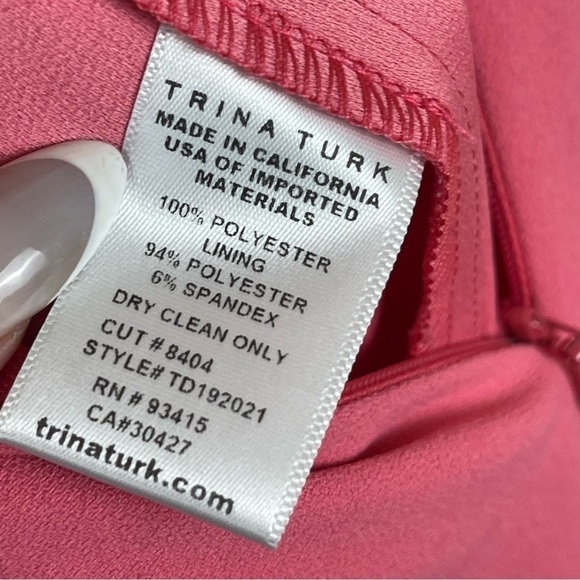 TRINA TURK
MADE IN CALIFORNIA
USA OF IMPORTED
MATERIALS
100% POLYESTER
LINING
94% POLYESTER
6% SPANDEX
DRY CLEAN ONLY
CUT # 8404
STYLE# TD192021
RN # 93415
CA#30427
trinaturk.com